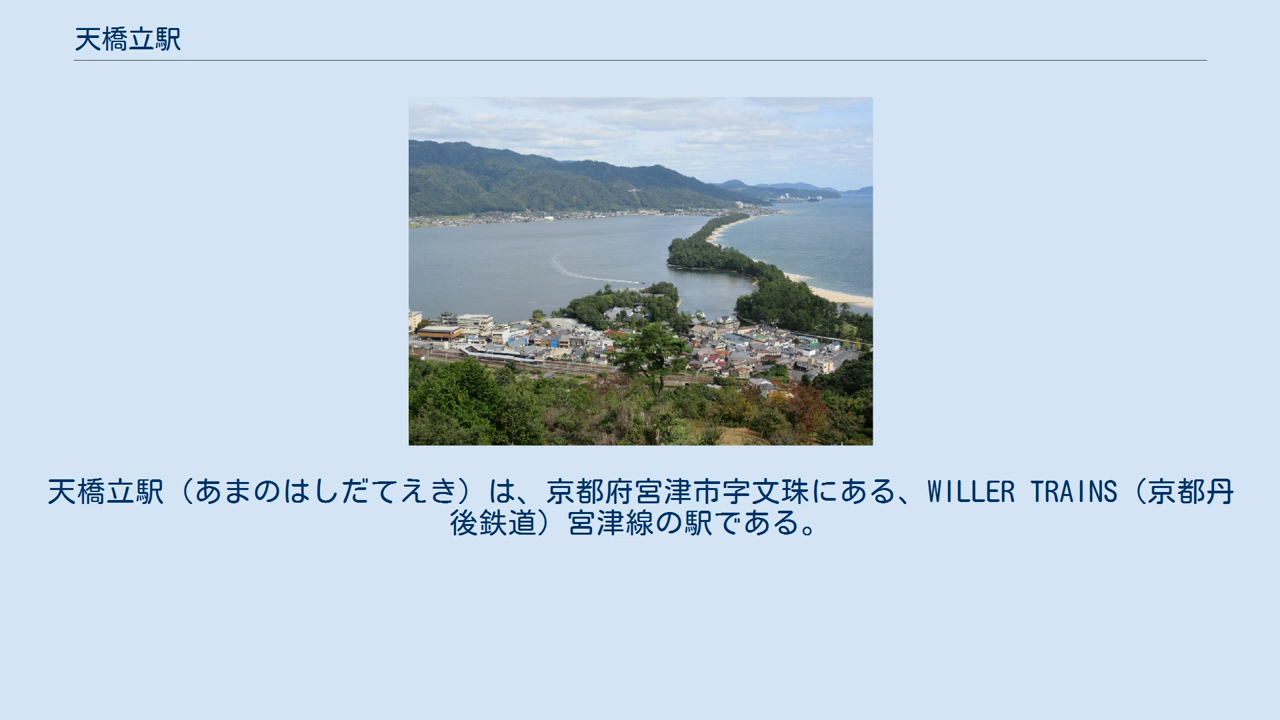 天橋立駅
天橋立駅（あまのはしだてえき）は、京都府宮津市字文珠にある、WILLER TRAINS（京都丹
後鉄道）宮津線の駅である。